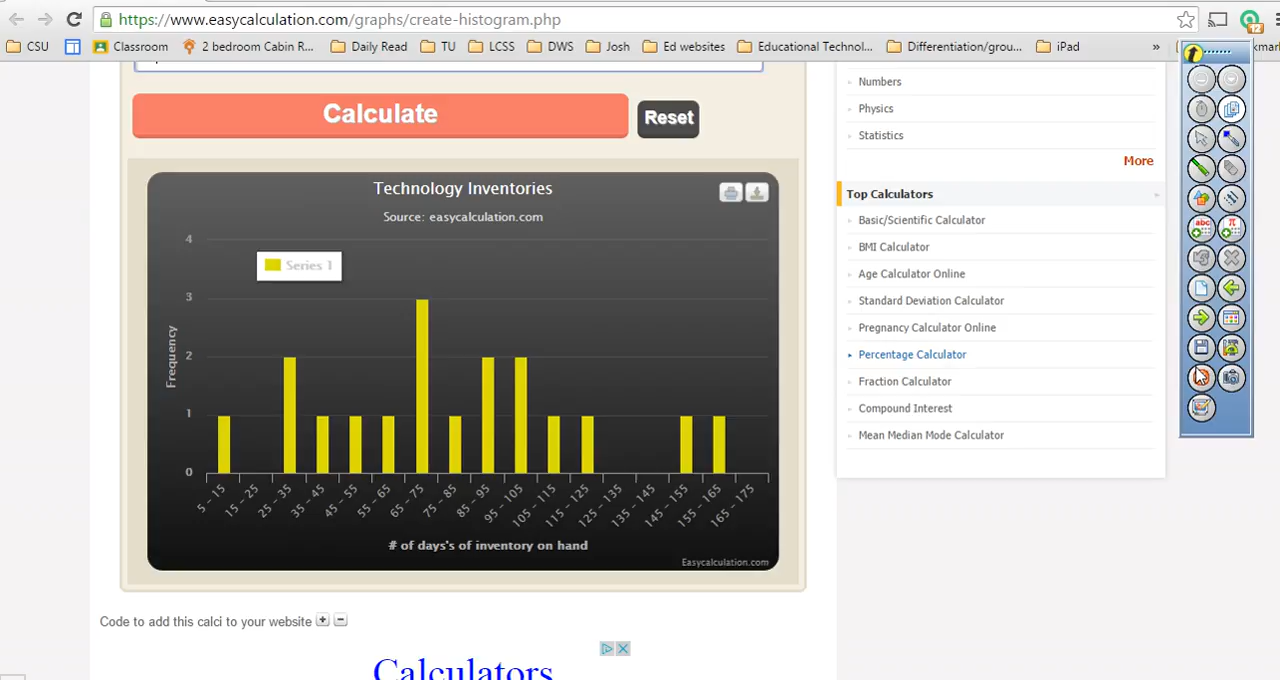 https://www.easycalculation.com/graphs/create-histogram.php
12
CSU Classroom 2 bedroom Cabin R... Daily Read TU LCSS DWS Josh Ed websites Educational Technol... Differentiation/grou... iPad »
Calculate
Reset
Technology Inventories
Source: easycalculation.com
Series 1
Frequency
4
3
2
1
0
5 - 15
15 - 25
25 - 35
35 - 45
45 - 55
55 - 65
65 - 75
75 - 85
85 - 95
95 - 105
105 - 115
115 - 125
125 - 135
135 - 145
145 - 155
155 - 165
165 - 175
# of days's of inventory on hand
Easycalculation.com
Code to add this calci to your website + −
Calculators
Numbers
Physics
Statistics
More
Top Calculators
Basic/Scientific Calculator
BMI Calculator
Age Calculator Online
Standard Deviation Calculator
Pregnancy Calculator Online
Percentage Calculator
Fraction Calculator
Compound Interest
Mean Median Mode Calculator
abc
π